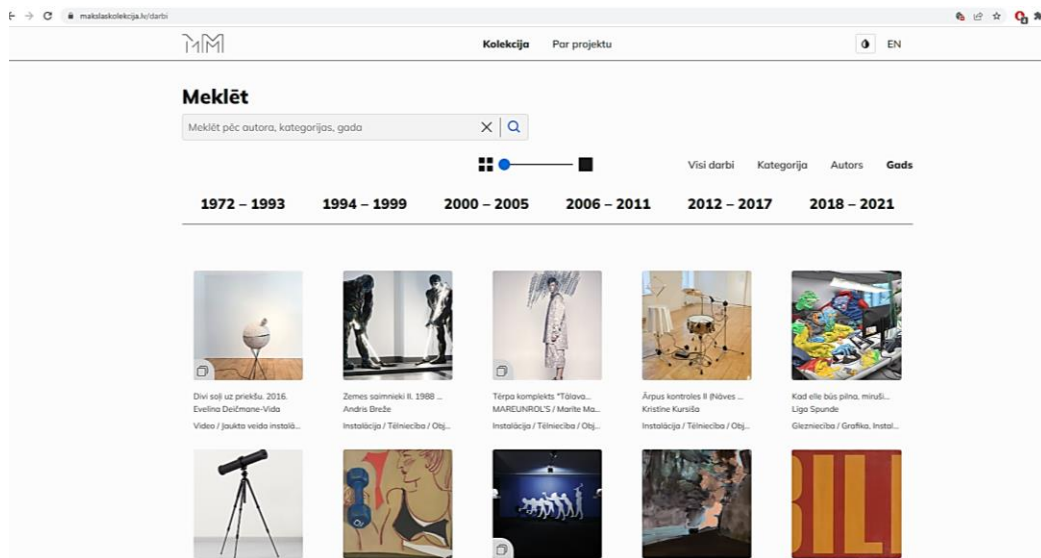 makslaskolekcija.lv/darbi
Kolekcija Par projektu EN
Meklēt
Meklēt pēc autora, kategorijas, gada
Visi darbi Kategorija Autors Gads
1972 – 1993 1994 – 1999 2000 – 2005 2006 – 2011 2012 – 2017 2018 – 2021
Divi soļi uz priekšu. 2016.
Evelīna Deičmane-Vida
Video / Jaukta veida instalā...
Zemes saimnieki II. 1988 ...
Andris Breže
Instalācija / Tēlniecība / Obj...
Tērpa komplekts "Tālava...
MAREUNROL'S / Marīte Ma...
Instalācija / Tēlniecība / Obj...
Ārpus kontroles II (Nāves ...
Kristīne Kursiša
Instalācija / Tēlniecība / Obj...
Kad elle būs pilna, miruši...
Līga Spunde
Glezniecība / Grafika, Instal...
BIL